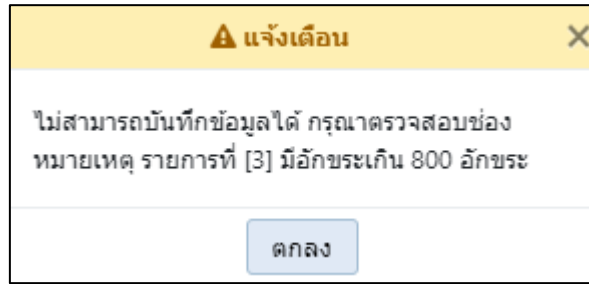 แจ้งเตือน
ไม่สามารถบันทึกข้อมูลได้ กรุณาตรวจสอบช่อง
หมายเหตุ รายการที่ [3] มีอักขระเกิน 800 อักขระ
ตกลง